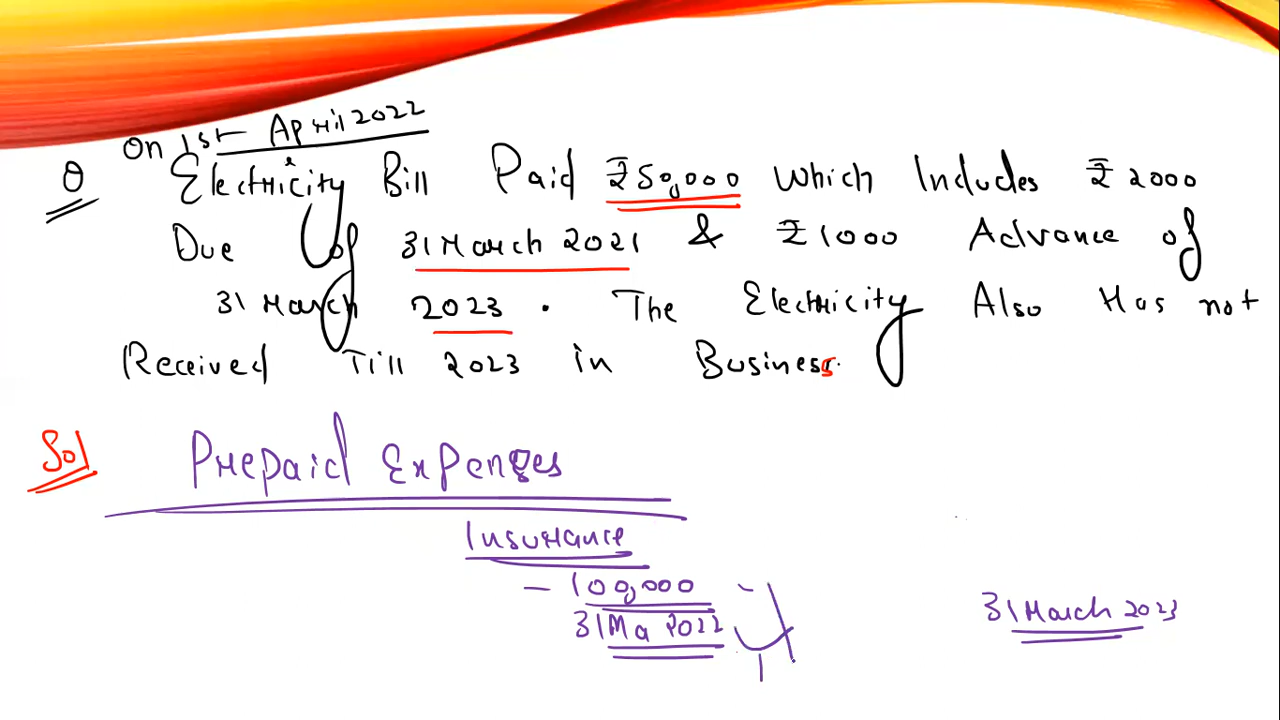 On 1st April 2022
Q Electricity Bill Paid ₹50,000 Which Includes ₹2000
Due of 31 March 2021 & ₹1000 Advance of
31 March 2023. The Electricity Also Has not
Received Till 2023 in Business.
Sol Prepaid Expenses
Insurance
- 100,000
31 Ma 2022
31 March 2023